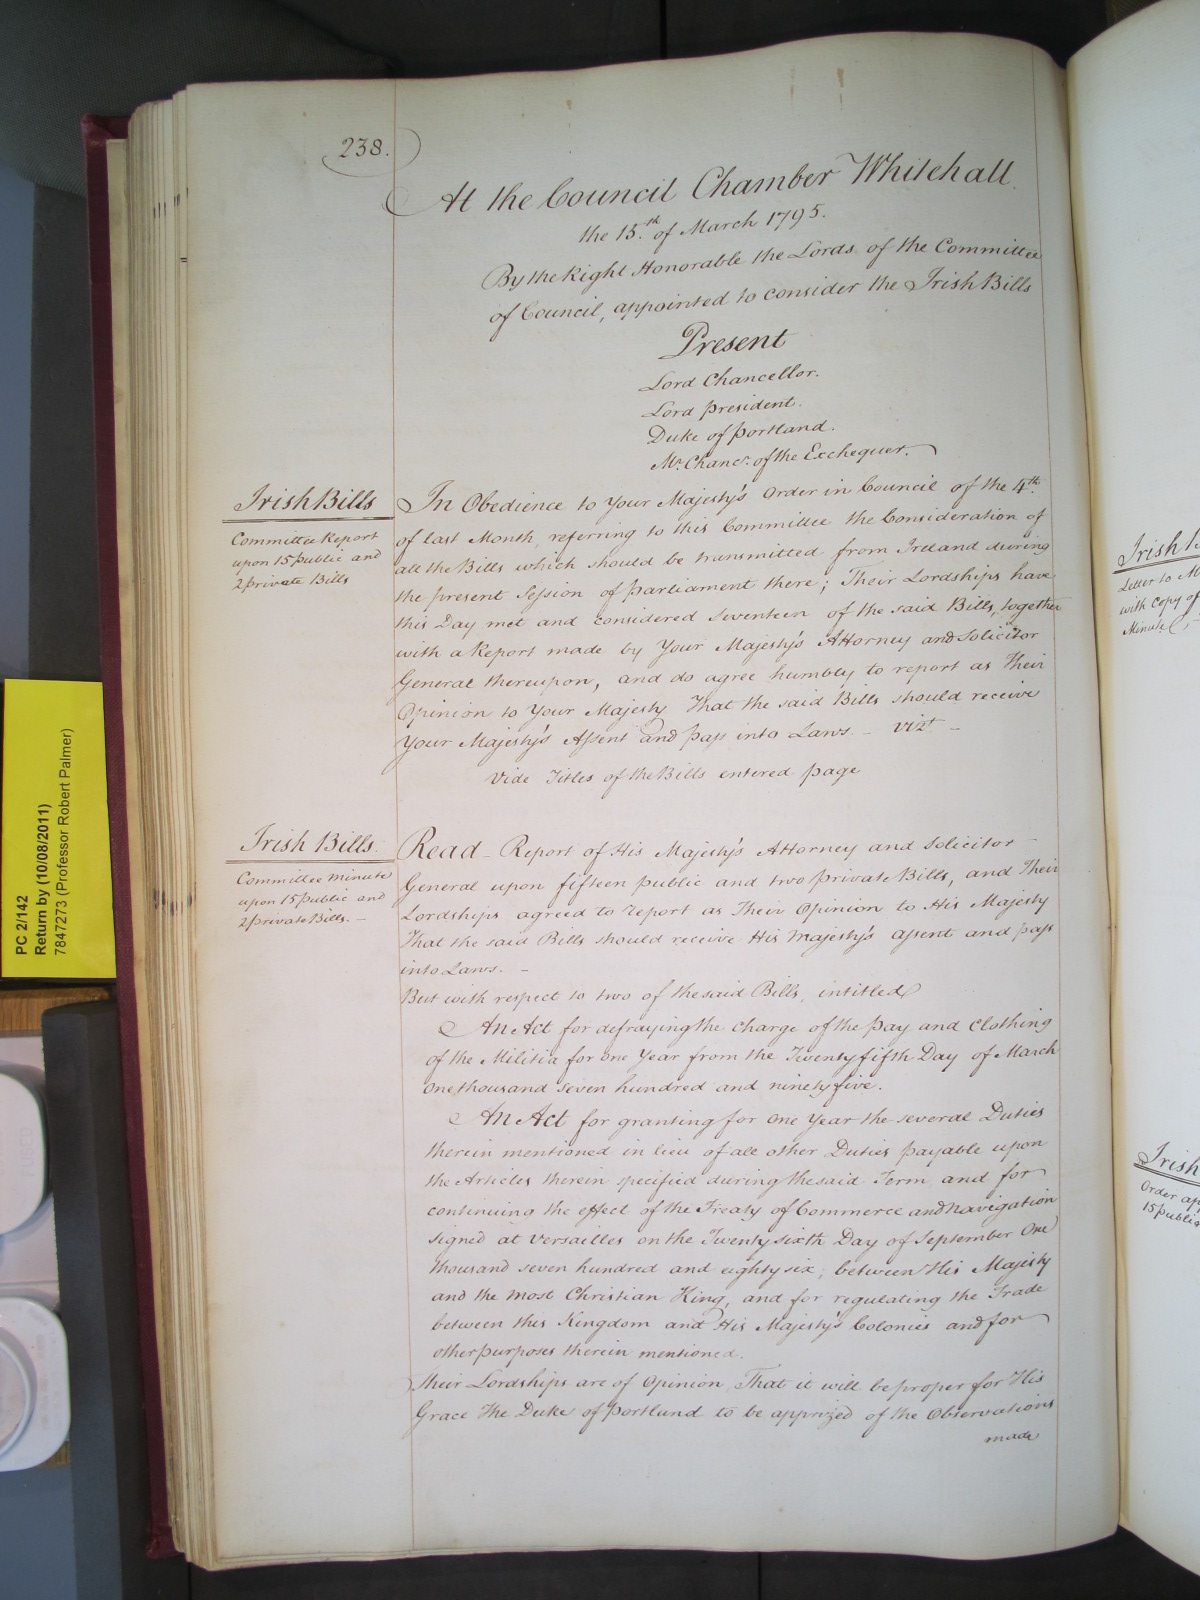 238.
At the Council Chamber Whitehall.
the 15.th of March 1795.
By the Right Honorable the Lords of the Committee
of Council, appointed to consider the Irish Bills
Present
Lord Chancellor.
Lord president.
Duke of portland.
Mr. Chancr. of the Exchequer.
Irish Bills
Committee Report
upon 15 public and
2 private Bills
In Obedience to Your Majesty's Order in Council of the 4th.
of last Month, referring to this Committee the Consideration of
all the Bills which should be transmitted from Ireland during
the present Session of parliament there; Their Lordships have
this Day met and considered Seventeen of the said Bills, together
with a Report made by Your Majesty's Attorney and Solicitor
General thereupon, and do agree humbly to report as Their
Opinion to Your Majesty That the said Bills should receive
Your Majesty's Assent and pass into Laws. – Vizt –
Vide Titles of the Bills entered page
Irish Bills.
Committee Minute
upon 15 public and
2 private Bills. –
Read – Report of His Majesty's Attorney and Solicitor –
General upon fifteen public and two private Bills, and Their
Lordships agreed to report as Their Opinion to His Majesty
That the said Bills should receive His Majesty's assent and pass
into Laws. –
But with respect to two of the said Bills, intitled
An Act for defraying the Charge of the pay and Clothing
of the Militia for one Year from the Twenty fifth Day of March
One thousand seven hundred and ninety five.
An Act for granting for One Year the several Duties
therein mentioned in lieu of all other Duties payable upon
the Articles therein specified during the said Term, and for
continuing the effect of the Treaty of Commerce and Navigation
signed at Versailles on the Twenty sixth Day of September One
thousand seven hundred and eighty six, between His Majesty
and the most Christian King, and for regulating the Trade
between this Kingdom and His Majesty's Colonies and for
other purposes therein mentioned.
Their Lordships are of Opinion, That it will be proper for His
Grace The Duke of portland to be apprized of the Observations
made
PC 2/142
Return by (10/08/2011)
7847273 (Professor Robert Palmer)
Irish
Letter to
with Copy of
Minute
Irish
Order
15 public